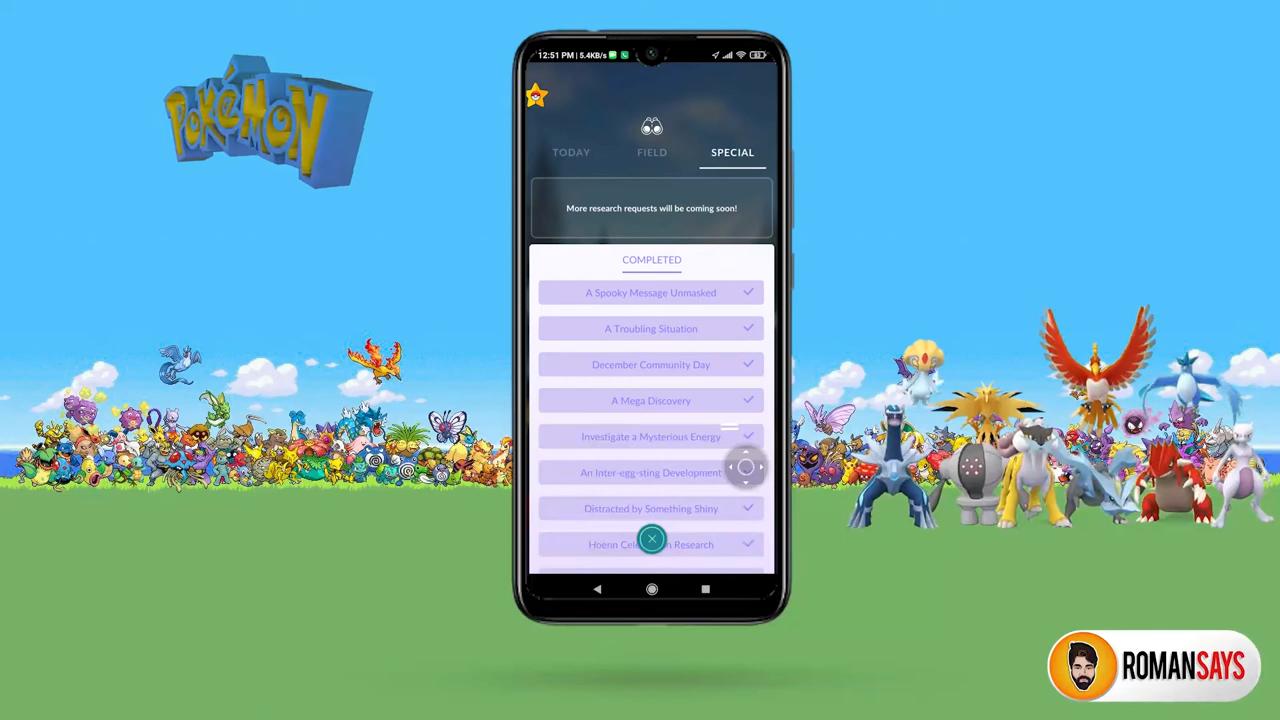 POKéMON
12:51 PM | 5.4KB/s
TODAY
FIELD
SPECIAL
More research requests will be coming soon!
COMPLETED
A Spooky Message Unmasked
A Troubling Situation
December Community Day
A Mega Discovery
Investigate a Mysterious Energy
An Inter-egg-sting Development
Distracted by Something Shiny
Hoenn Cele n Research
ROMANSAYS